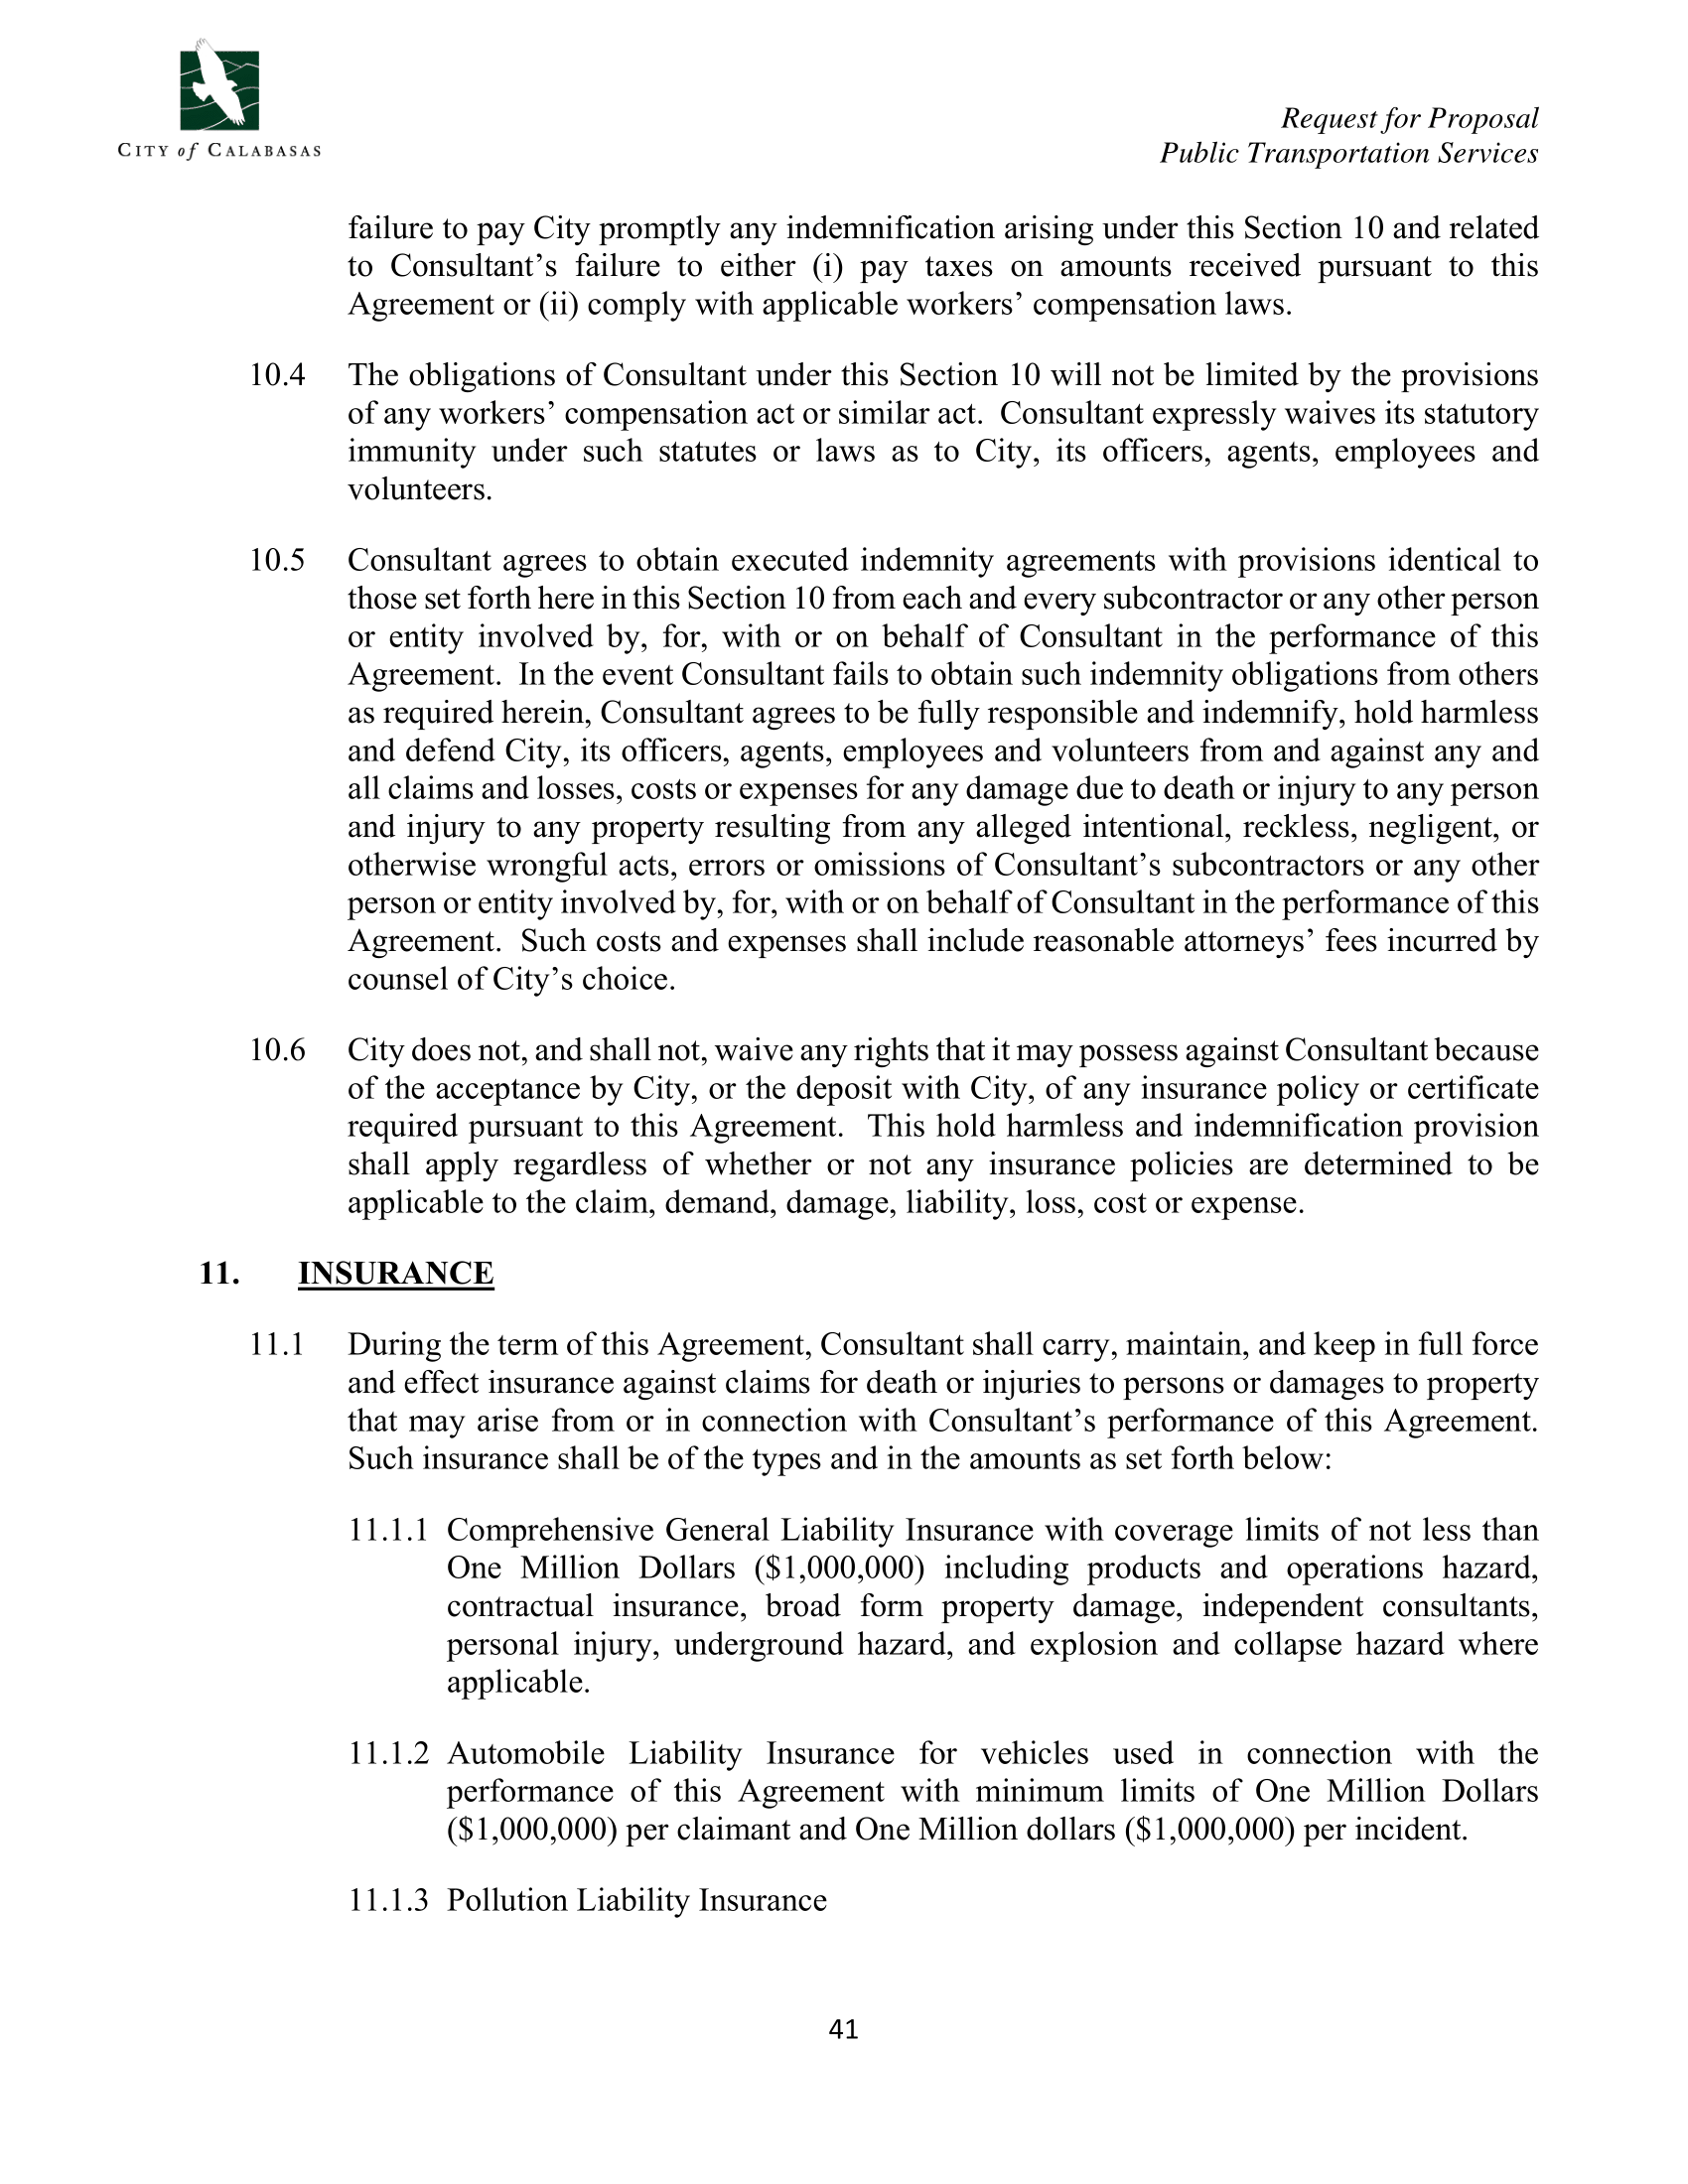 CITY of CALABASAS
Request for Proposal
Public Transportation Services
failure to pay City promptly any indemnification arising under this Section 10 and related
to Consultant’s failure to either (i) pay taxes on amounts received pursuant to this
Agreement or (ii) comply with applicable workers’ compensation laws.
10.4 The obligations of Consultant under this Section 10 will not be limited by the provisions
of any workers’ compensation act or similar act.  Consultant expressly waives its statutory
immunity under such statutes or laws as to City, its officers, agents, employees and
volunteers.
10.5 Consultant agrees to obtain executed indemnity agreements with provisions identical to
those set forth here in this Section 10 from each and every subcontractor or any other person
or entity involved by, for, with or on behalf of Consultant in the performance of this
Agreement.  In the event Consultant fails to obtain such indemnity obligations from others
as required herein, Consultant agrees to be fully responsible and indemnify, hold harmless
and defend City, its officers, agents, employees and volunteers from and against any and
all claims and losses, costs or expenses for any damage due to death or injury to any person
and injury to any property resulting from any alleged intentional, reckless, negligent, or
otherwise wrongful acts, errors or omissions of Consultant’s subcontractors or any other
person or entity involved by, for, with or on behalf of Consultant in the performance of this
Agreement.  Such costs and expenses shall include reasonable attorneys’ fees incurred by
counsel of City’s choice.
10.6 City does not, and shall not, waive any rights that it may possess against Consultant because
of the acceptance by City, or the deposit with City, of any insurance policy or certificate
required pursuant to this Agreement.  This hold harmless and indemnification provision
shall apply regardless of whether or not any insurance policies are determined to be
applicable to the claim, demand, damage, liability, loss, cost or expense.
11. INSURANCE
11.1 During the term of this Agreement, Consultant shall carry, maintain, and keep in full force
and effect insurance against claims for death or injuries to persons or damages to property
that may arise from or in connection with Consultant’s performance of this Agreement.
Such insurance shall be of the types and in the amounts as set forth below:
11.1.1 Comprehensive General Liability Insurance with coverage limits of not less than
One Million Dollars ($1,000,000) including products and operations hazard,
contractual insurance, broad form property damage, independent consultants,
personal injury, underground hazard, and explosion and collapse hazard where
applicable.
11.1.2 Automobile Liability Insurance for vehicles used in connection with the
performance of this Agreement with minimum limits of One Million Dollars
($1,000,000) per claimant and One Million dollars ($1,000,000) per incident.
11.1.3 Pollution Liability Insurance
41